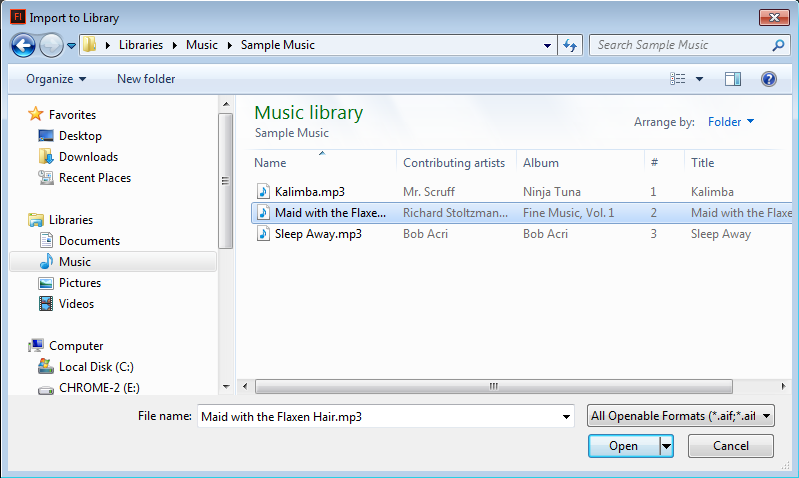 Fl Import to Library
Libraries Music Sample Music Search Sample Music
Organize New folder
Favorites
Desktop
Downloads
Recent Places
Libraries
Documents
Music
Pictures
Videos
Computer
Local Disk (C:)
CHROME-2 (E:)
Music library
Sample Music
Arrange by: Folder
Name Contributing artists Album # Title
Kalimba.mp3 Mr. Scruff Ninja Tuna 1 Kalimba
Maid with the Flaxe... Richard Stoltzman... Fine Music, Vol. 1 2 Maid with the Flaxe
Sleep Away.mp3 Bob Acri Bob Acri 3 Sleep Away
File name: Maid with the Flaxen Hair.mp3 All Openable Formats (*.aif;*.aif
Open Cancel